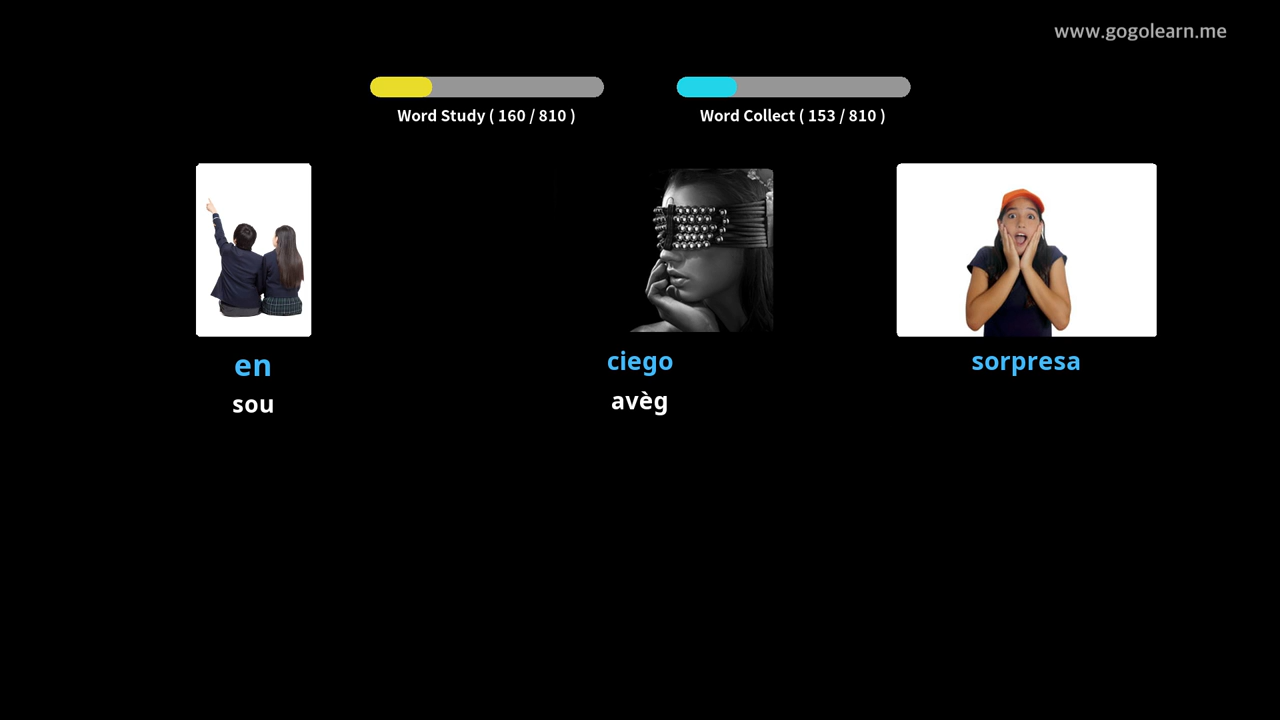 www.gogolearn.me
Word Study ( 160 / 810 )
Word Collect ( 153 / 810 )
en
sou
ciego
avèg
sorpresa